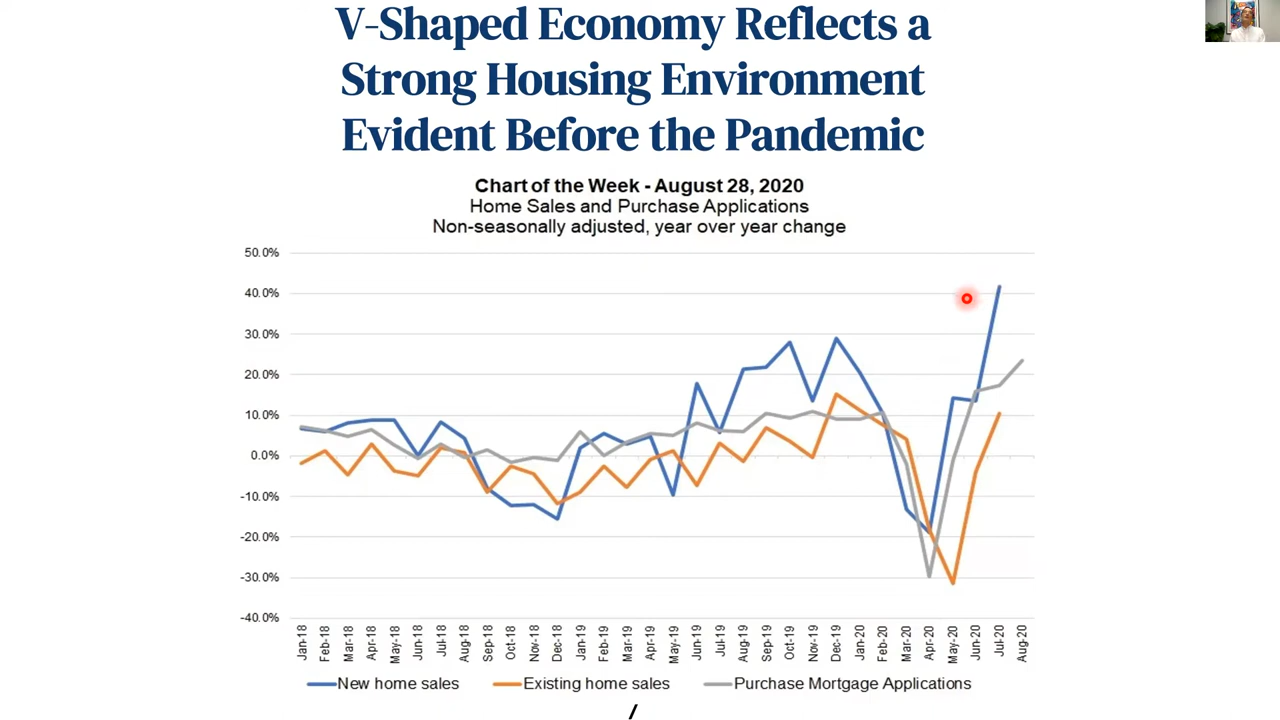 V-Shaped Economy Reflects a
Strong Housing Environment
Evident Before the Pandemic
Chart of the Week - August 28, 2020
Home Sales and Purchase Applications
Non-seasonally adjusted, year over year change
50.0%
40.0%
30.0%
20.0%
10.0%
0.0%
-10.0%
-20.0%
-30.0%
-40.0%
Jan-18
Feb-18
Mar-18
Apr-18
May-18
Jun-18
Jul-18
Aug-18
Sep-18
Oct-18
Nov-18
Dec-18
Jan-19
Feb-19
Mar-19
Apr-19
May-19
Jun-19
Jul-19
Aug-19
Sep-19
Oct-19
Nov-19
Dec-19
Jan-20
Feb-20
Mar-20
Apr-20
May-20
Jun-20
Jul-20
Aug-20
New home sales
Existing home sales
Purchase Mortgage Applications
/